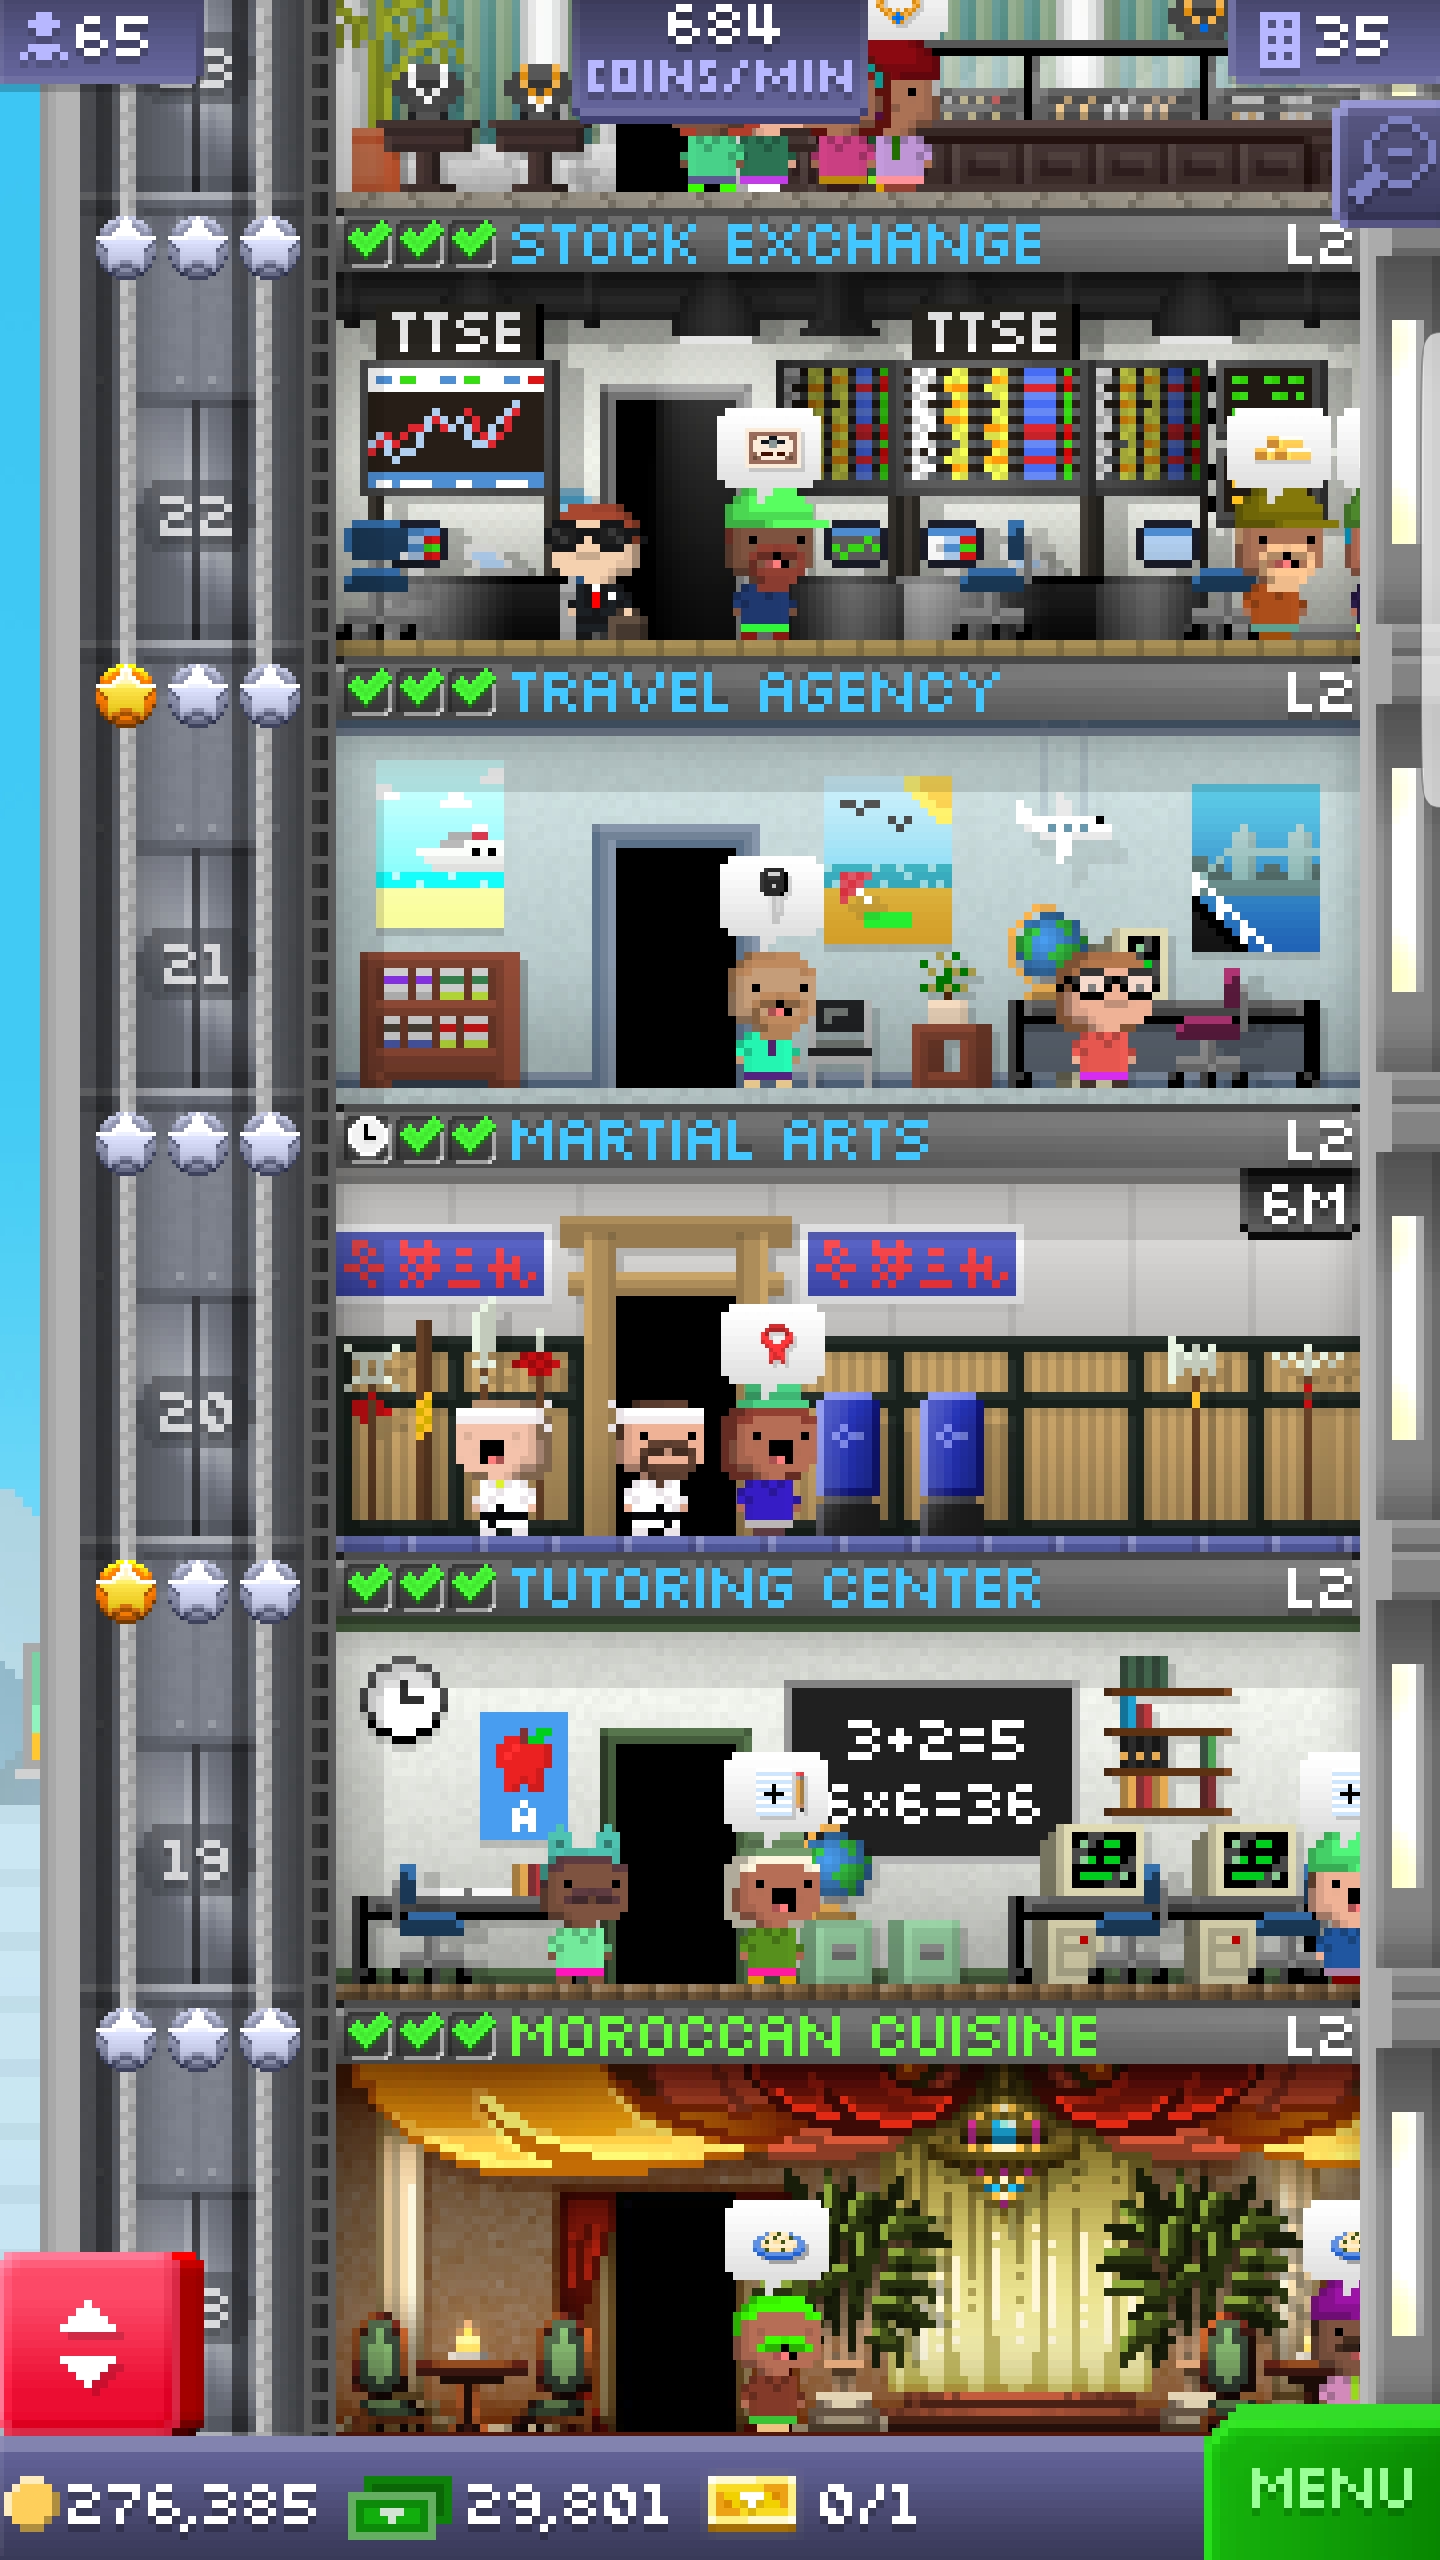 65
684
COINS/MIN
35
STOCK EXCHANGE
L2
TTSE
TTSE
22
TRAVEL AGENCY
L2
21
MARTIAL ARTS
L2
6M
20
TUTORING CENTER
L2
3+2=5
6×6=36
A
19
MOROCCAN CUISINE
L2
276,385
29,801
0/1
MENU